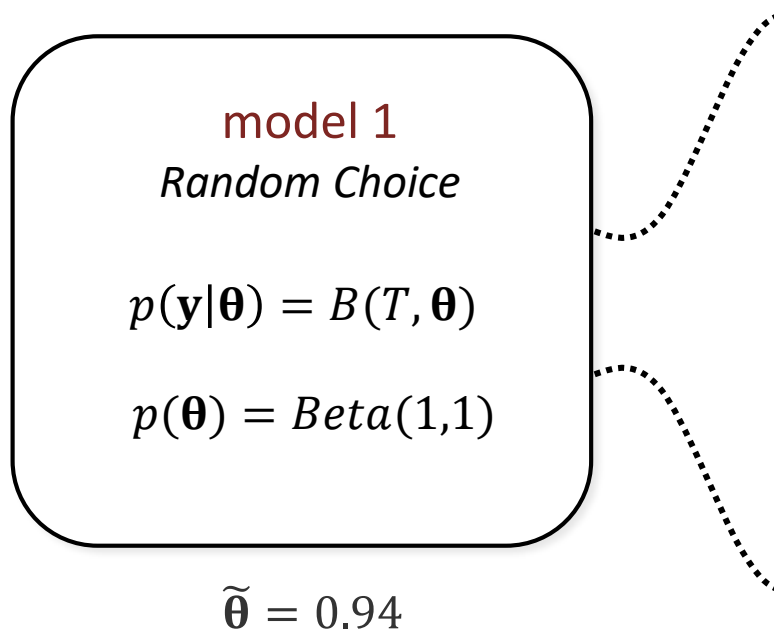 model 1
Random Choice
p(𝐲|𝛉) = B(T, 𝛉)
p(𝛉) = Beta(1,1)
𝛉̃ = 0.94